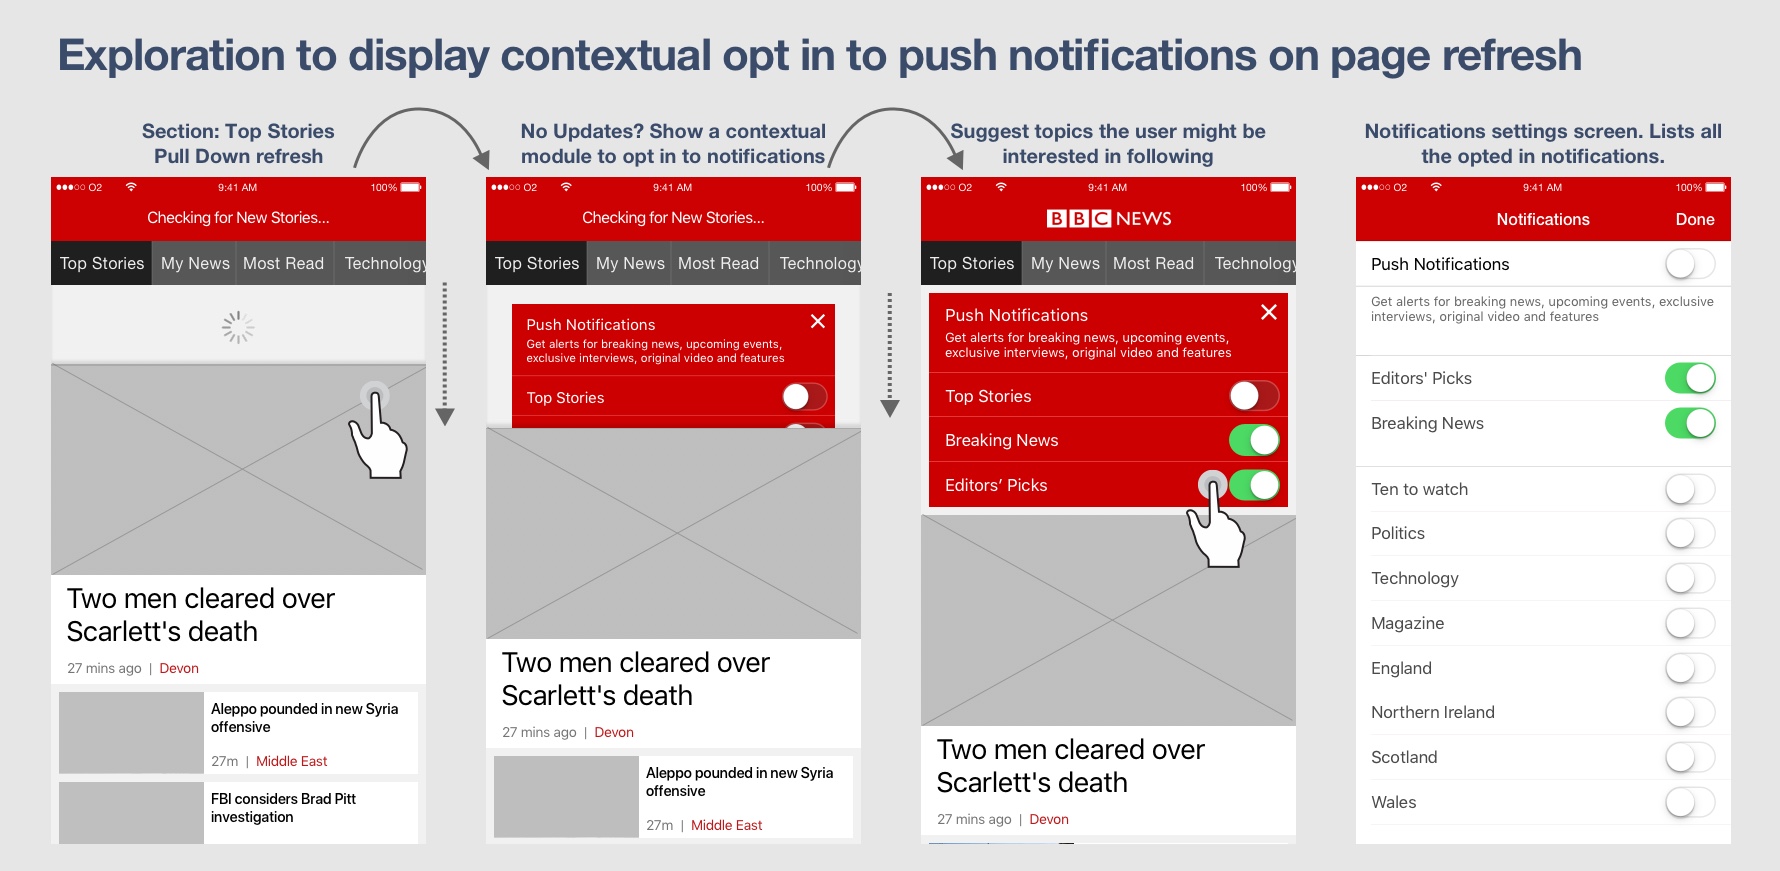 Exploration to display contextual opt in to push notifications on page refresh
Section: Top Stories
Pull Down refresh
●●●○○ O2 9:41 AM 100%
Checking for New Stories...
Top Stories My News Most Read Technology
Two men cleared over
Scarlett's death
27 mins ago | Devon
Aleppo pounded in new Syria
offensive
27m | Middle East
FBI considers Brad Pitt
investigation
No Updates? Show a contextual
module to opt in to notifications
●●●○○ O2 9:41 AM 100%
Checking for New Stories...
Top Stories My News Most Read Technology
Push Notifications
Get alerts for breaking news, upcoming events,
exclusive interviews, original video and features
Top Stories
Two men cleared over
Scarlett's death
27 mins ago | Devon
Aleppo pounded in new Syria
offensive
27m | Middle East
Suggest topics the user might be
interested in following
●●●○○ O2 9:41 AM 100%
BBC NEWS
Top Stories My News Most Read Technology
Push Notifications
Get alerts for breaking news, upcoming events,
exclusive interviews, original video and features
Top Stories
Breaking News
Editors’ Picks
Two men cleared over
Scarlett's death
27 mins ago | Devon
Notifications settings screen. Lists all
the opted in notifications.
●●●○○ O2 9:41 AM 100%
Notifications Done
Push Notifications
Get alerts for breaking news, upcoming events, exclusive
interviews, original video and features
Editors' Picks
Breaking News
Ten to watch
Politics
Technology
Magazine
England
Northern Ireland
Scotland
Wales